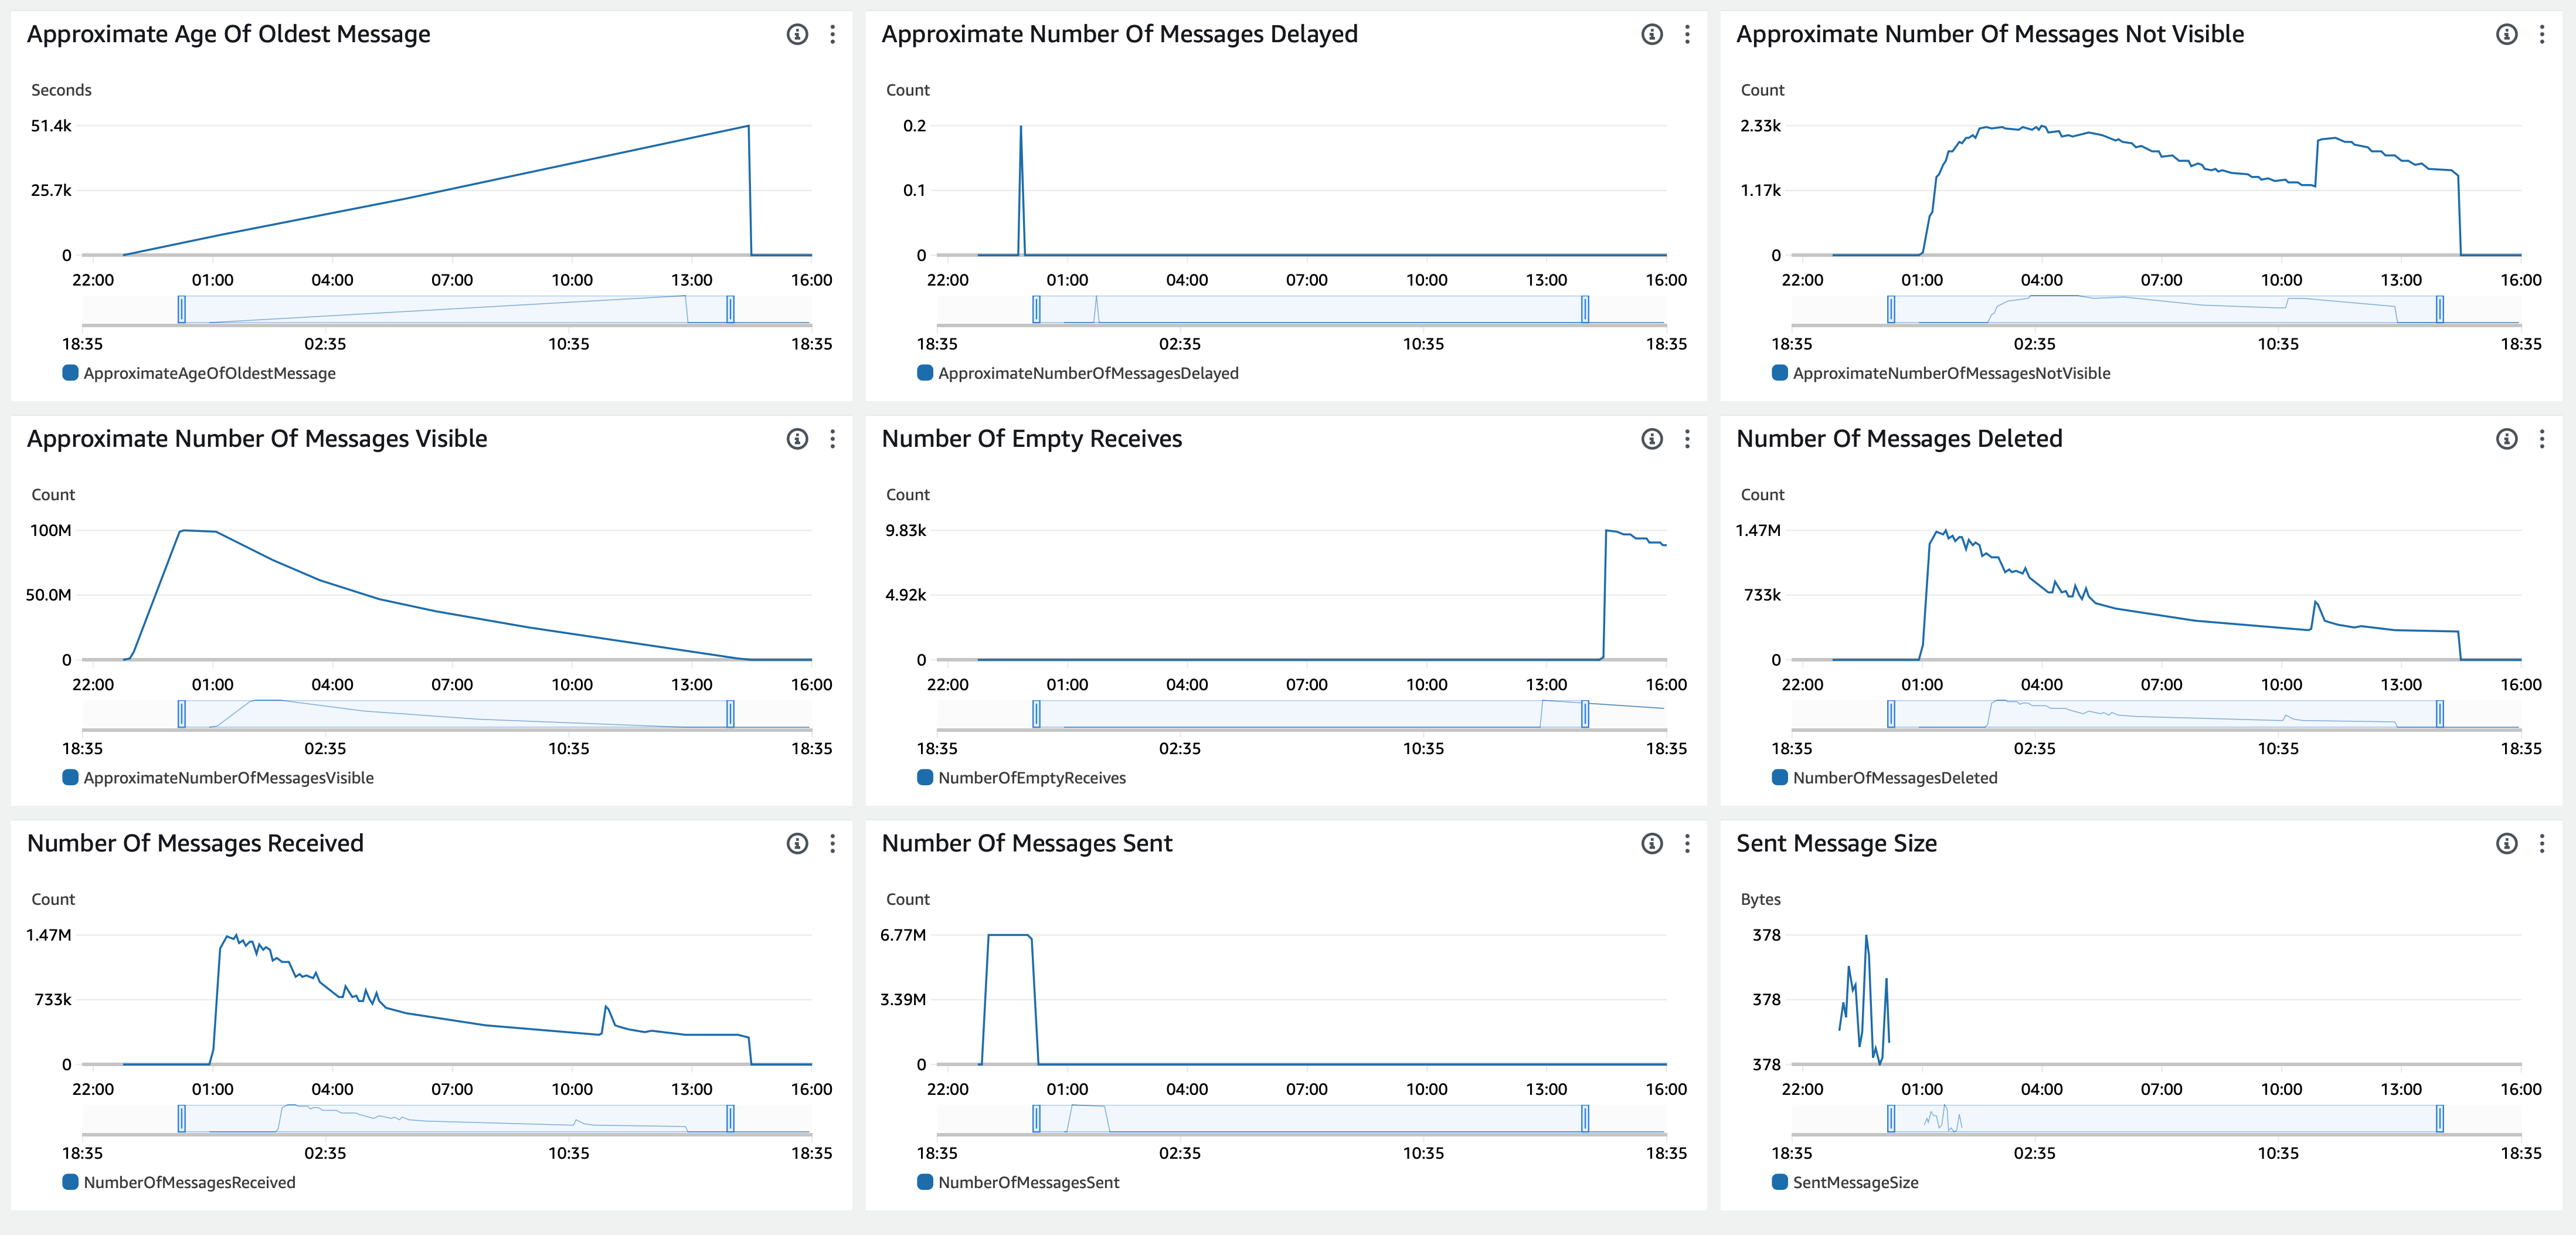 Approximate Age Of Oldest Message
Seconds
51.4k
25.7k
0
22:00 01:00 04:00 07:00 10:00 13:00 16:00
18:35 02:35 10:35 18:35
ApproximateAgeOfOldestMessage
Approximate Number Of Messages Delayed
Count
0.2
0.1
0
22:00 01:00 04:00 07:00 10:00 13:00 16:00
18:35 02:35 10:35 18:35
ApproximateNumberOfMessagesDelayed
Approximate Number Of Messages Not Visible
Count
2.33k
1.17k
0
22:00 01:00 04:00 07:00 10:00 13:00 16:00
18:35 02:35 10:35 18:35
ApproximateNumberOfMessagesNotVisible
Approximate Number Of Messages Visible
Count
100M
50.0M
0
22:00 01:00 04:00 07:00 10:00 13:00 16:00
18:35 02:35 10:35 18:35
ApproximateNumberOfMessagesVisible
Number Of Empty Receives
Count
9.83k
4.92k
0
22:00 01:00 04:00 07:00 10:00 13:00 16:00
18:35 02:35 10:35 18:35
NumberOfEmptyReceives
Number Of Messages Deleted
Count
1.47M
733k
0
22:00 01:00 04:00 07:00 10:00 13:00 16:00
18:35 02:35 10:35 18:35
NumberOfMessagesDeleted
Number Of Messages Received
Count
1.47M
733k
0
22:00 01:00 04:00 07:00 10:00 13:00 16:00
18:35 02:35 10:35 18:35
NumberOfMessagesReceived
Number Of Messages Sent
Count
6.77M
3.39M
0
22:00 01:00 04:00 07:00 10:00 13:00 16:00
18:35 02:35 10:35 18:35
NumberOfMessagesSent
Sent Message Size
Bytes
378
378
378
22:00 01:00 04:00 07:00 10:00 13:00 16:00
18:35 02:35 10:35 18:35
SentMessageSize